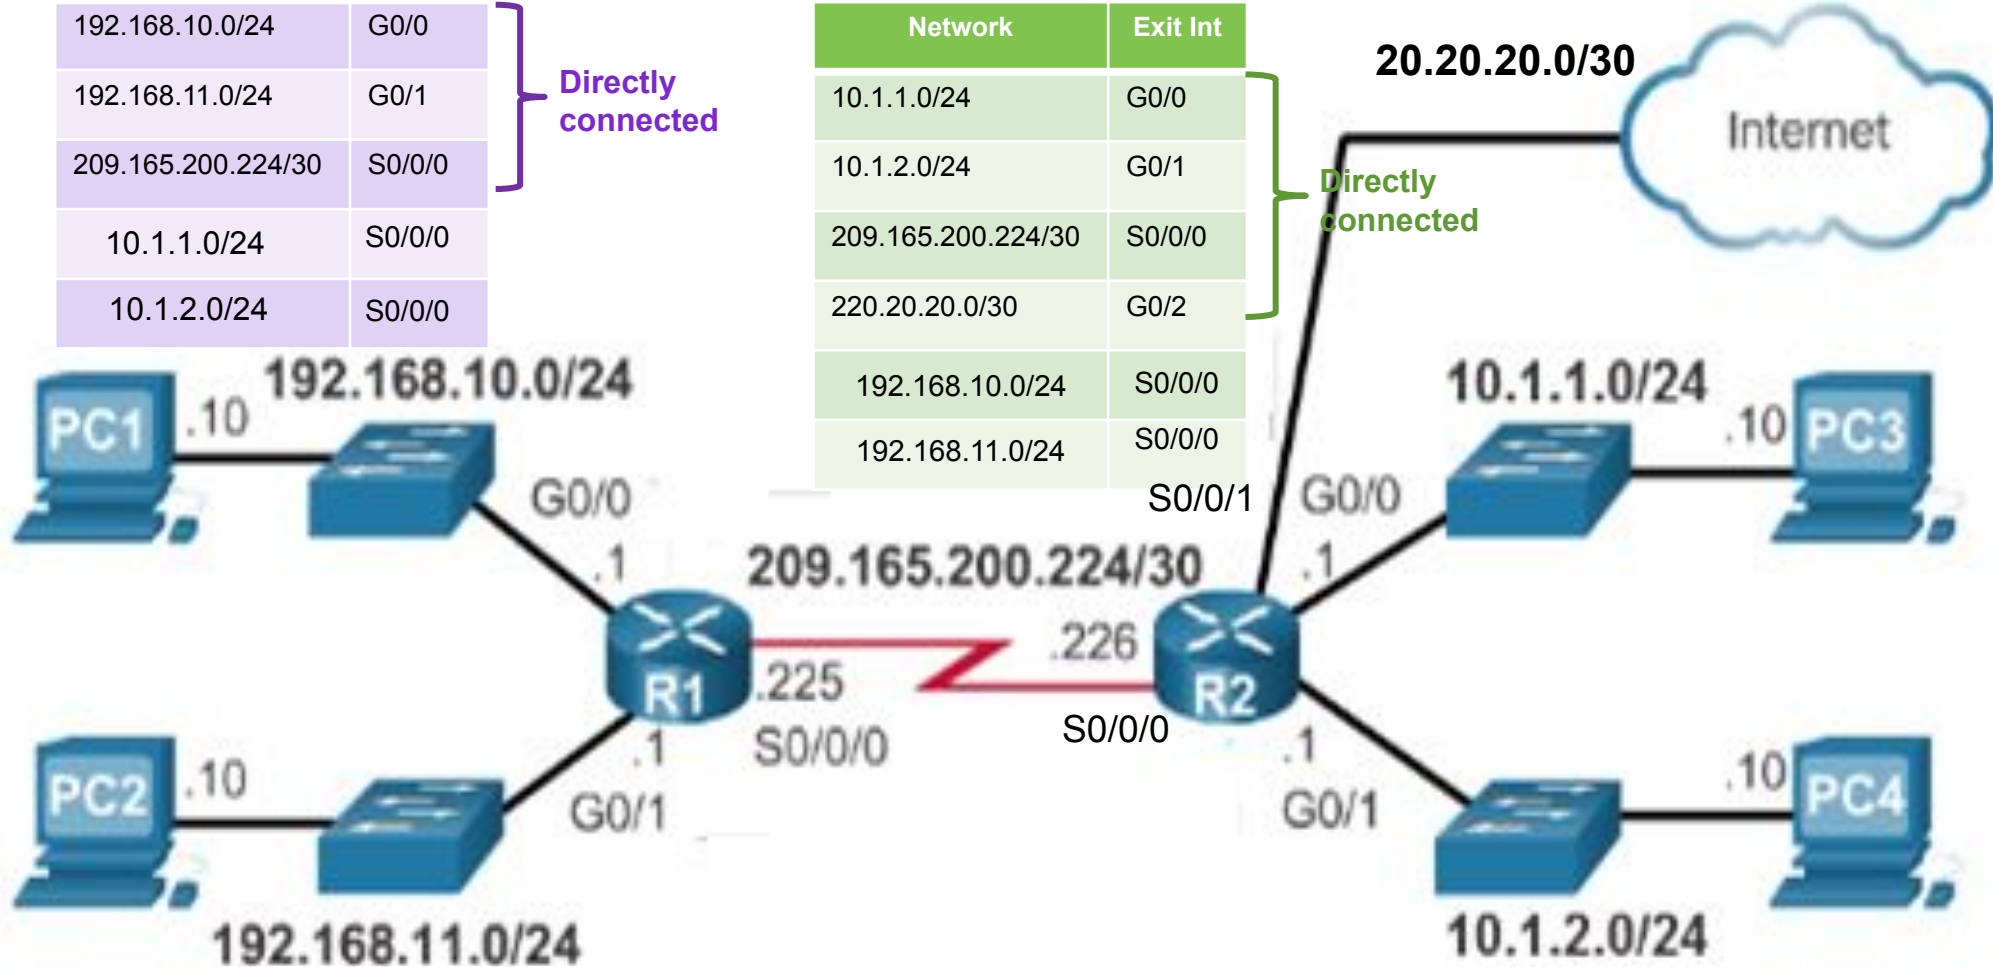 192.168.10.0/24 G0/0
192.168.11.0/24 G0/1
209.165.200.224/30 S0/0/0
10.1.1.0/24 S0/0/0
10.1.2.0/24 S0/0/0
Directly
connected
Network Exit Int
10.1.1.0/24 G0/0
10.1.2.0/24 G0/1
209.165.200.224/30 S0/0/0
220.20.20.0/30 G0/2
192.168.10.0/24 S0/0/0
192.168.11.0/24 S0/0/0
Directly
connected
20.20.20.0/30
Internet
192.168.10.0/24
PC1
.10
G0/0
.1
209.165.200.224/30
S0/0/1
G0/0
.1
10.1.1.0/24
.10
PC3
R1
.225
S0/0/0
.226
S0/0/0
R2
PC2
.10
.1
G0/1
192.168.11.0/24
.1
G0/1
.10
PC4
10.1.2.0/24